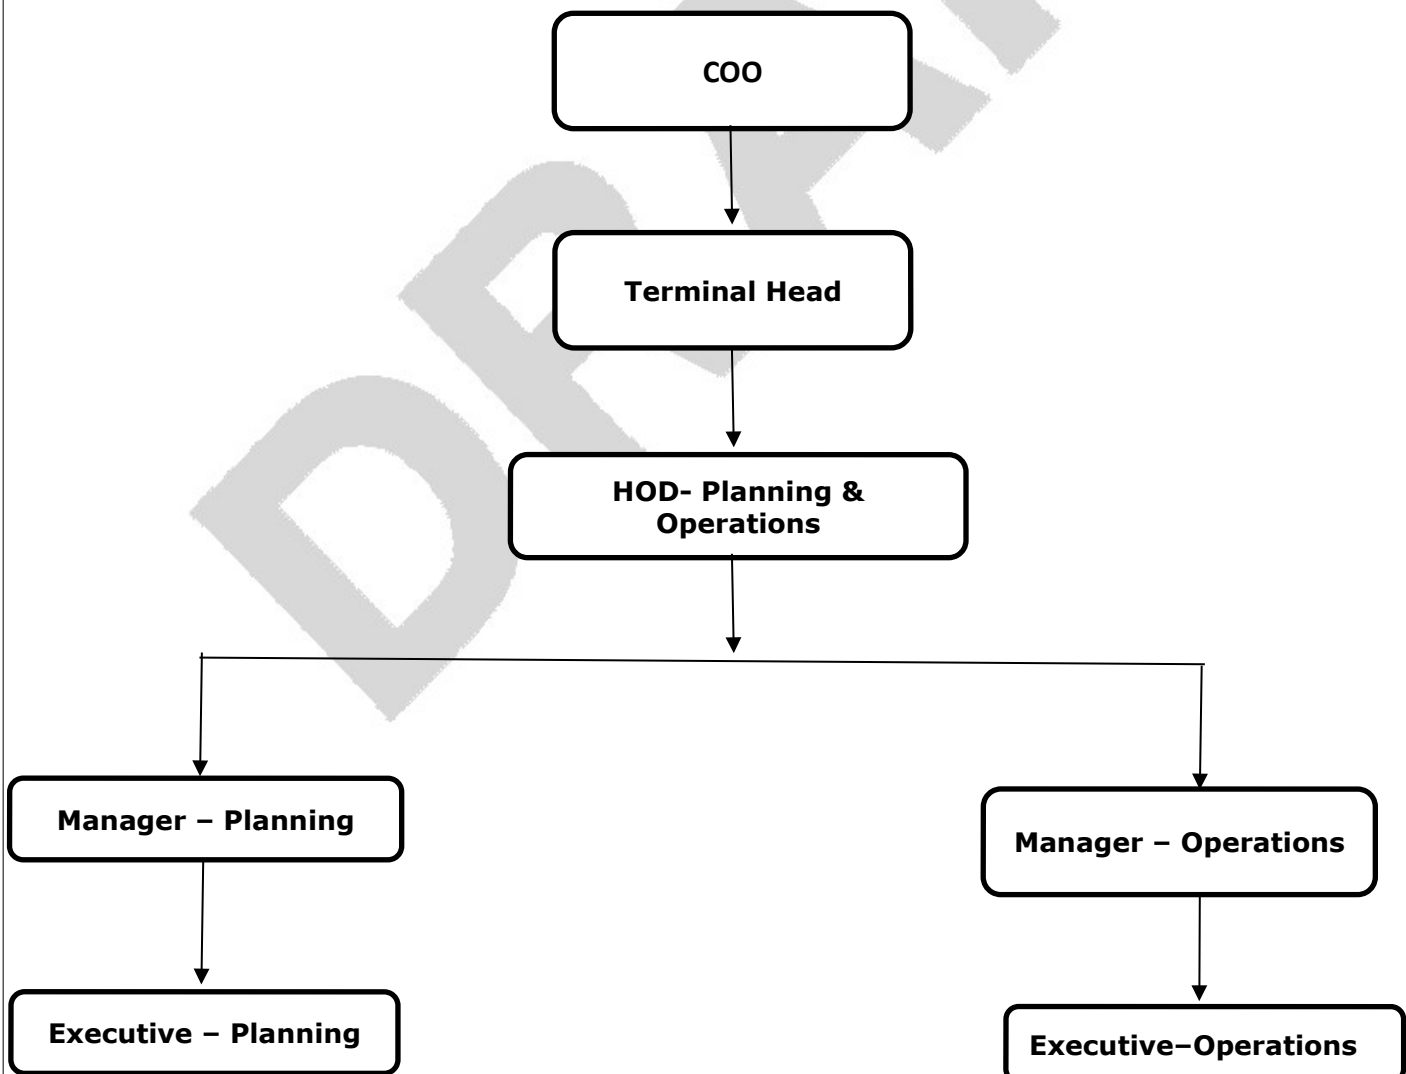 COO
Terminal Head
HOD- Planning &
Operations
Manager – Planning
Manager – Operations
Executive – Planning
Executive–Operations